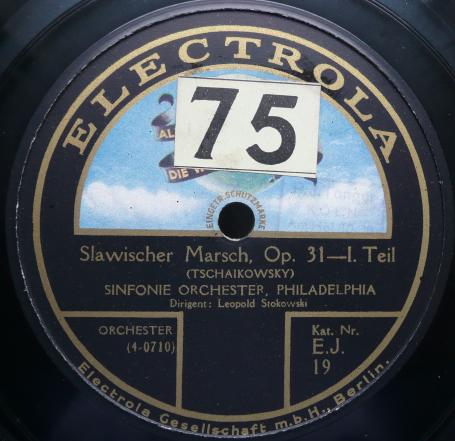 ELECTROLA
75
AL
DIE W
EINGETR. SCHUTZMARKE
Slawischer Marsch, Op. 31—I. Teil
(TSCHAIKOWSKY)
SINFONIE ORCHESTER, PHILADELPHIA
Dirigent: Leopold Stokowski
ORCHESTER
(4-0710)
Kat. Nr.
E.J.
19
Electrola Gesellschaft m.b.H., Berlin.